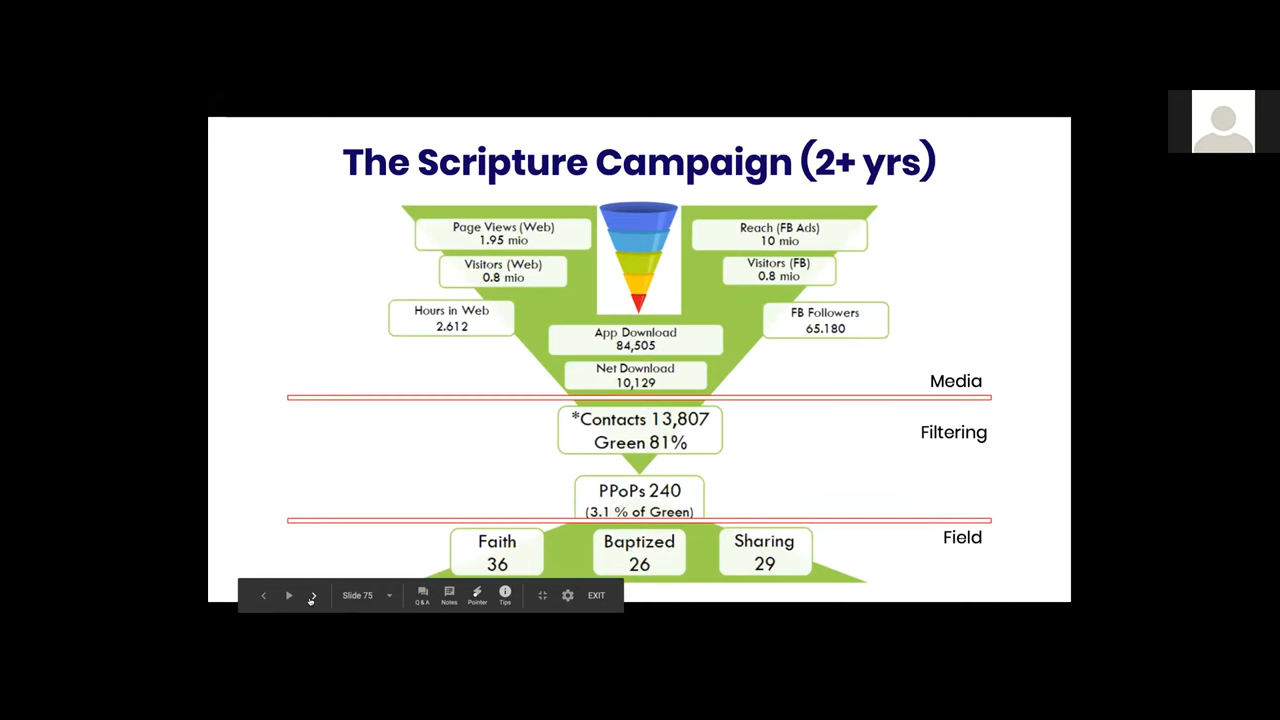 The Scripture Campaign (2+ yrs)
Page Views (Web)
1.95 mio
Reach (FB Ads)
10 mio
Visitors (Web)
0.8 mio
Visitors (FB)
0.8 mio
Hours in Web
2.612
FB Followers
65.180
App Download
84,505
Net Download
10,129
Media
*Contacts 13,807
Green 81%
Filtering
PPoPs 240
(3.1 % of Green)
Field
Faith
36
Baptized
26
Sharing
29
Slide 75
Q & A
Notes
Pointer
Tips
EXIT